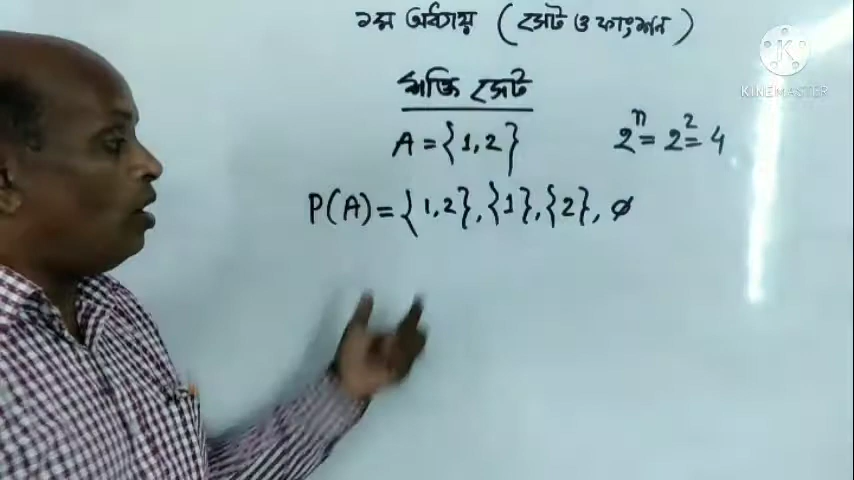 ২য় অধ্যায় (সেট ও ফাংশন)
K
KINEMASTER
শক্তি সেট
A = {1,2}
2ⁿ = 2² = 4
P(A) = {1,2}, {1}, {2}, ø